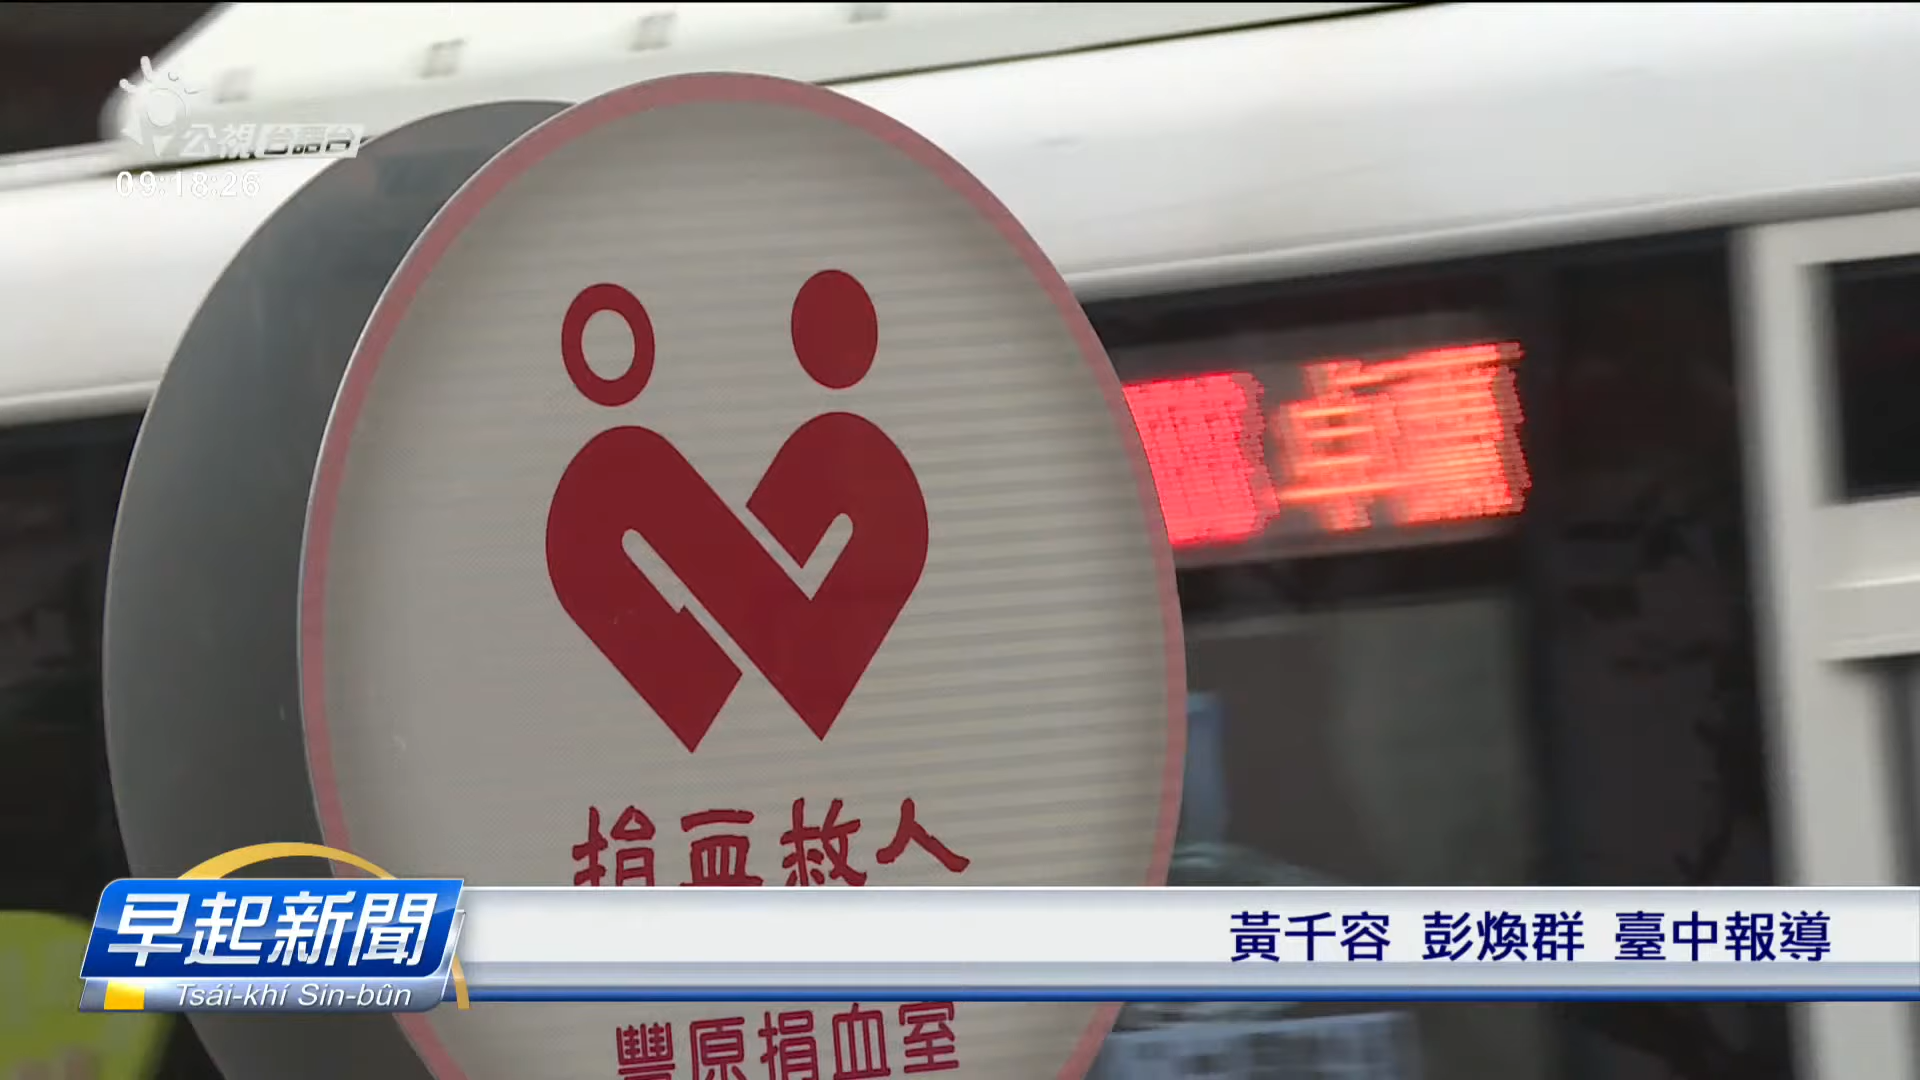 公視台語台
09:18:26
捐血救人
早起新聞
黃千容 彭煥群 臺中報導
Tsái-khí Sin-bûn
豐原捐血室